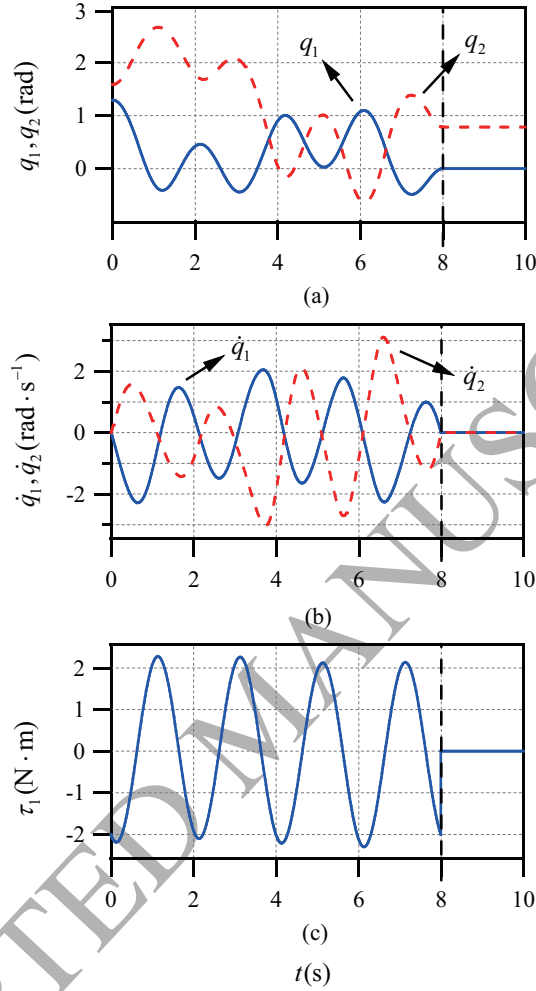 3
2
1
0
q₁, q₂(rad)
q₁
q₂
0 2 4 6 8 10
(a)
2
0
-2
q̇₁, q̇₂(rad · s⁻¹)
q̇₁
q̇₂
0 2 4 6 8 10
(b)
2
1
0
-1
-2
τ₁(N · m)
0 2 4 6 8 10
(c)
t(s)
TED MANUSC